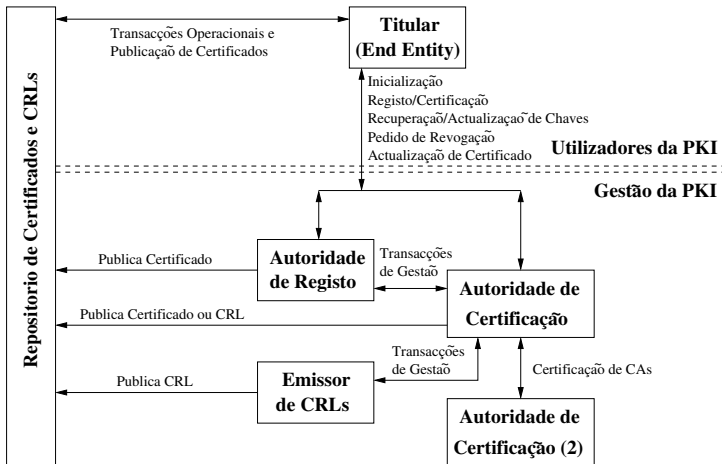 Repositorio de Certificados e CRLs
Transacções Operacionais e
Publicação de Certificados
Titular
(End Entity)
Inicialização
Registo/Certificação
Recuperação/Actualização de Chaves
Pedido de Revogação
Actualização de Certificado
Utilizadores da PKI
Gestão da PKI
Publica Certificado
Autoridade
de Registo
Transacções
de Gestão
Autoridade de
Certificação
Publica Certificado ou CRL
Publica CRL
Emissor
de CRLs
Transacções
de Gestão
Certificação de CAs
Autoridade de
Certificação (2)